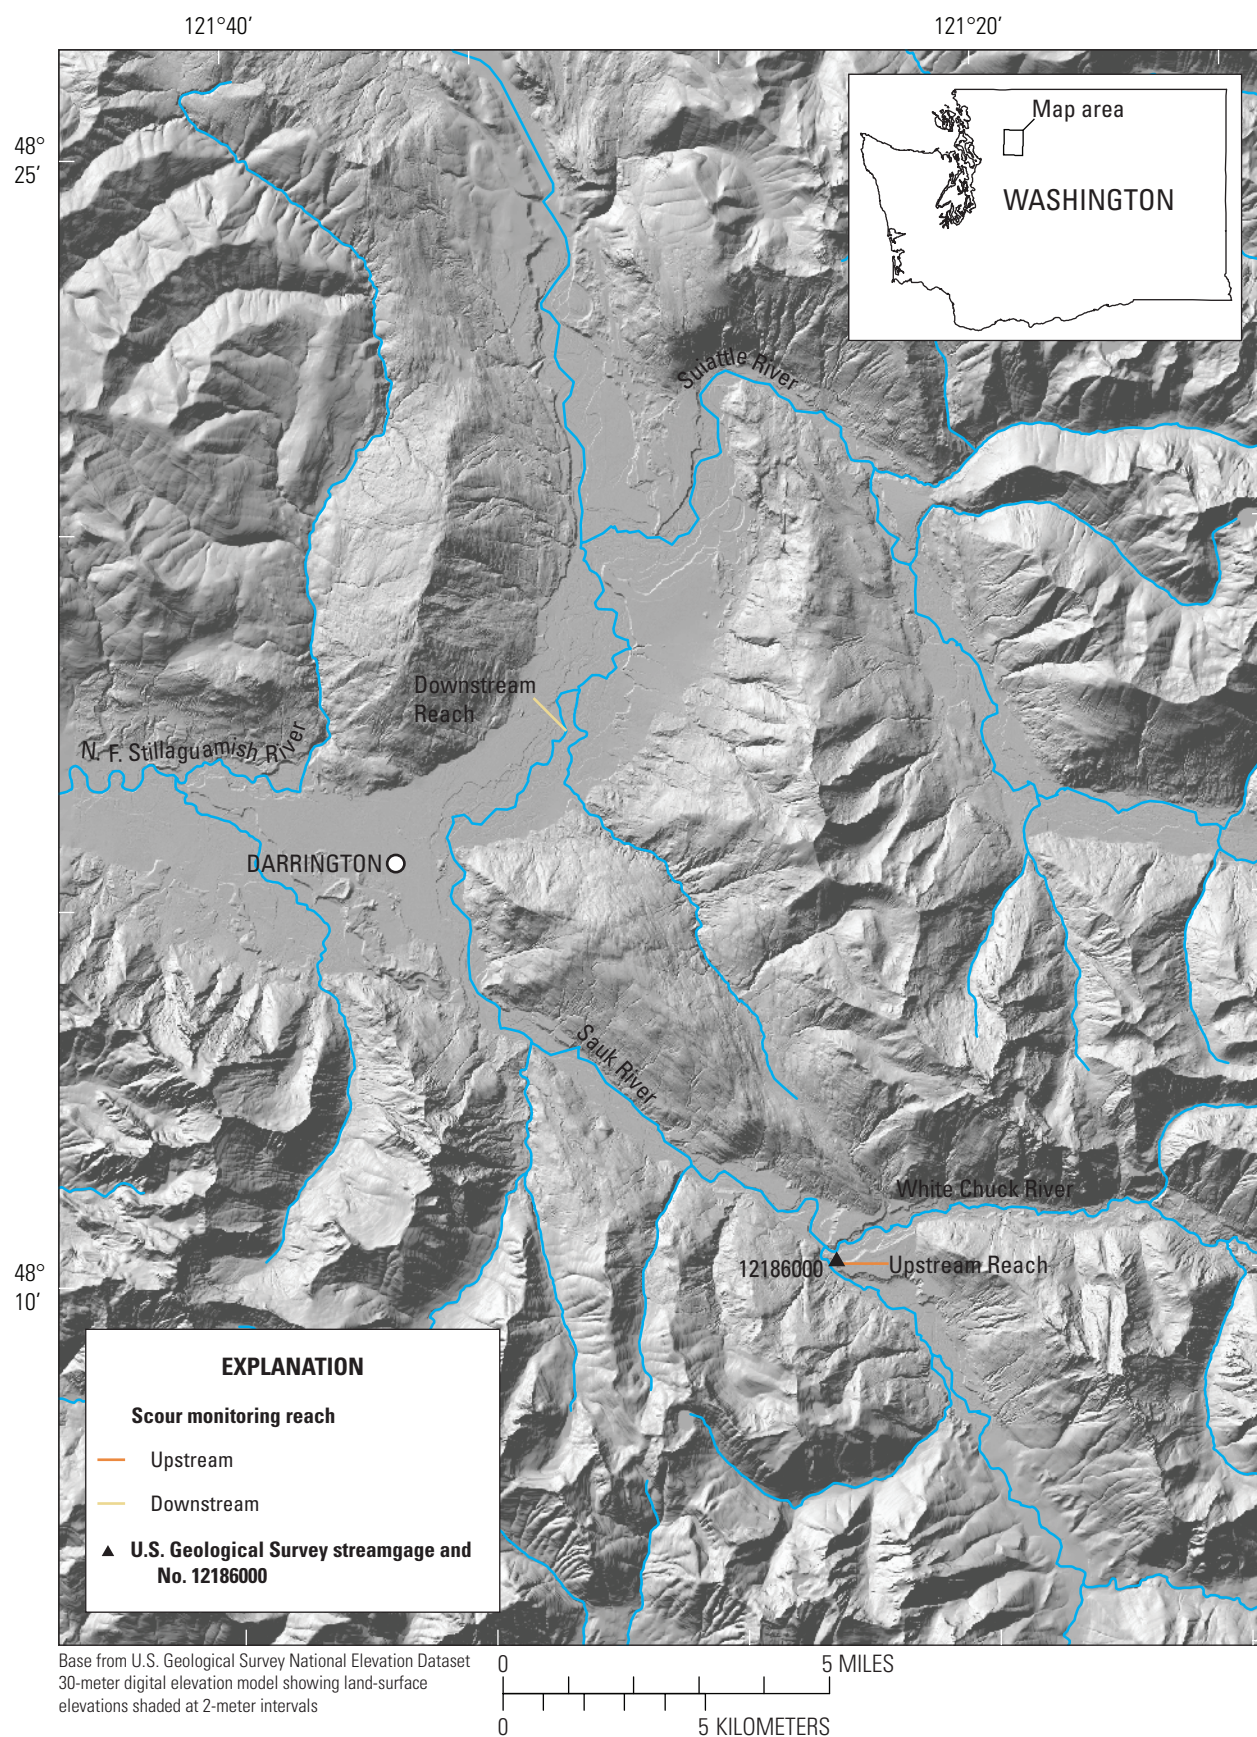 121°40′
121°20′
48°
25′
Map area
WASHINGTON
Suiattle River
Downstream
Reach
N. F. Stillaguamish River
DARRINGTON
Sauk River
White Chuck River
12186000
Upstream Reach
48°
10′
EXPLANATION
Scour monitoring reach
Upstream
Downstream
U.S. Geological Survey streamgage and
No. 12186000
Base from U.S. Geological Survey National Elevation Dataset
30-meter digital elevation model showing land-surface
elevations shaded at 2-meter intervals
0 5 MILES
0 5 KILOMETERS